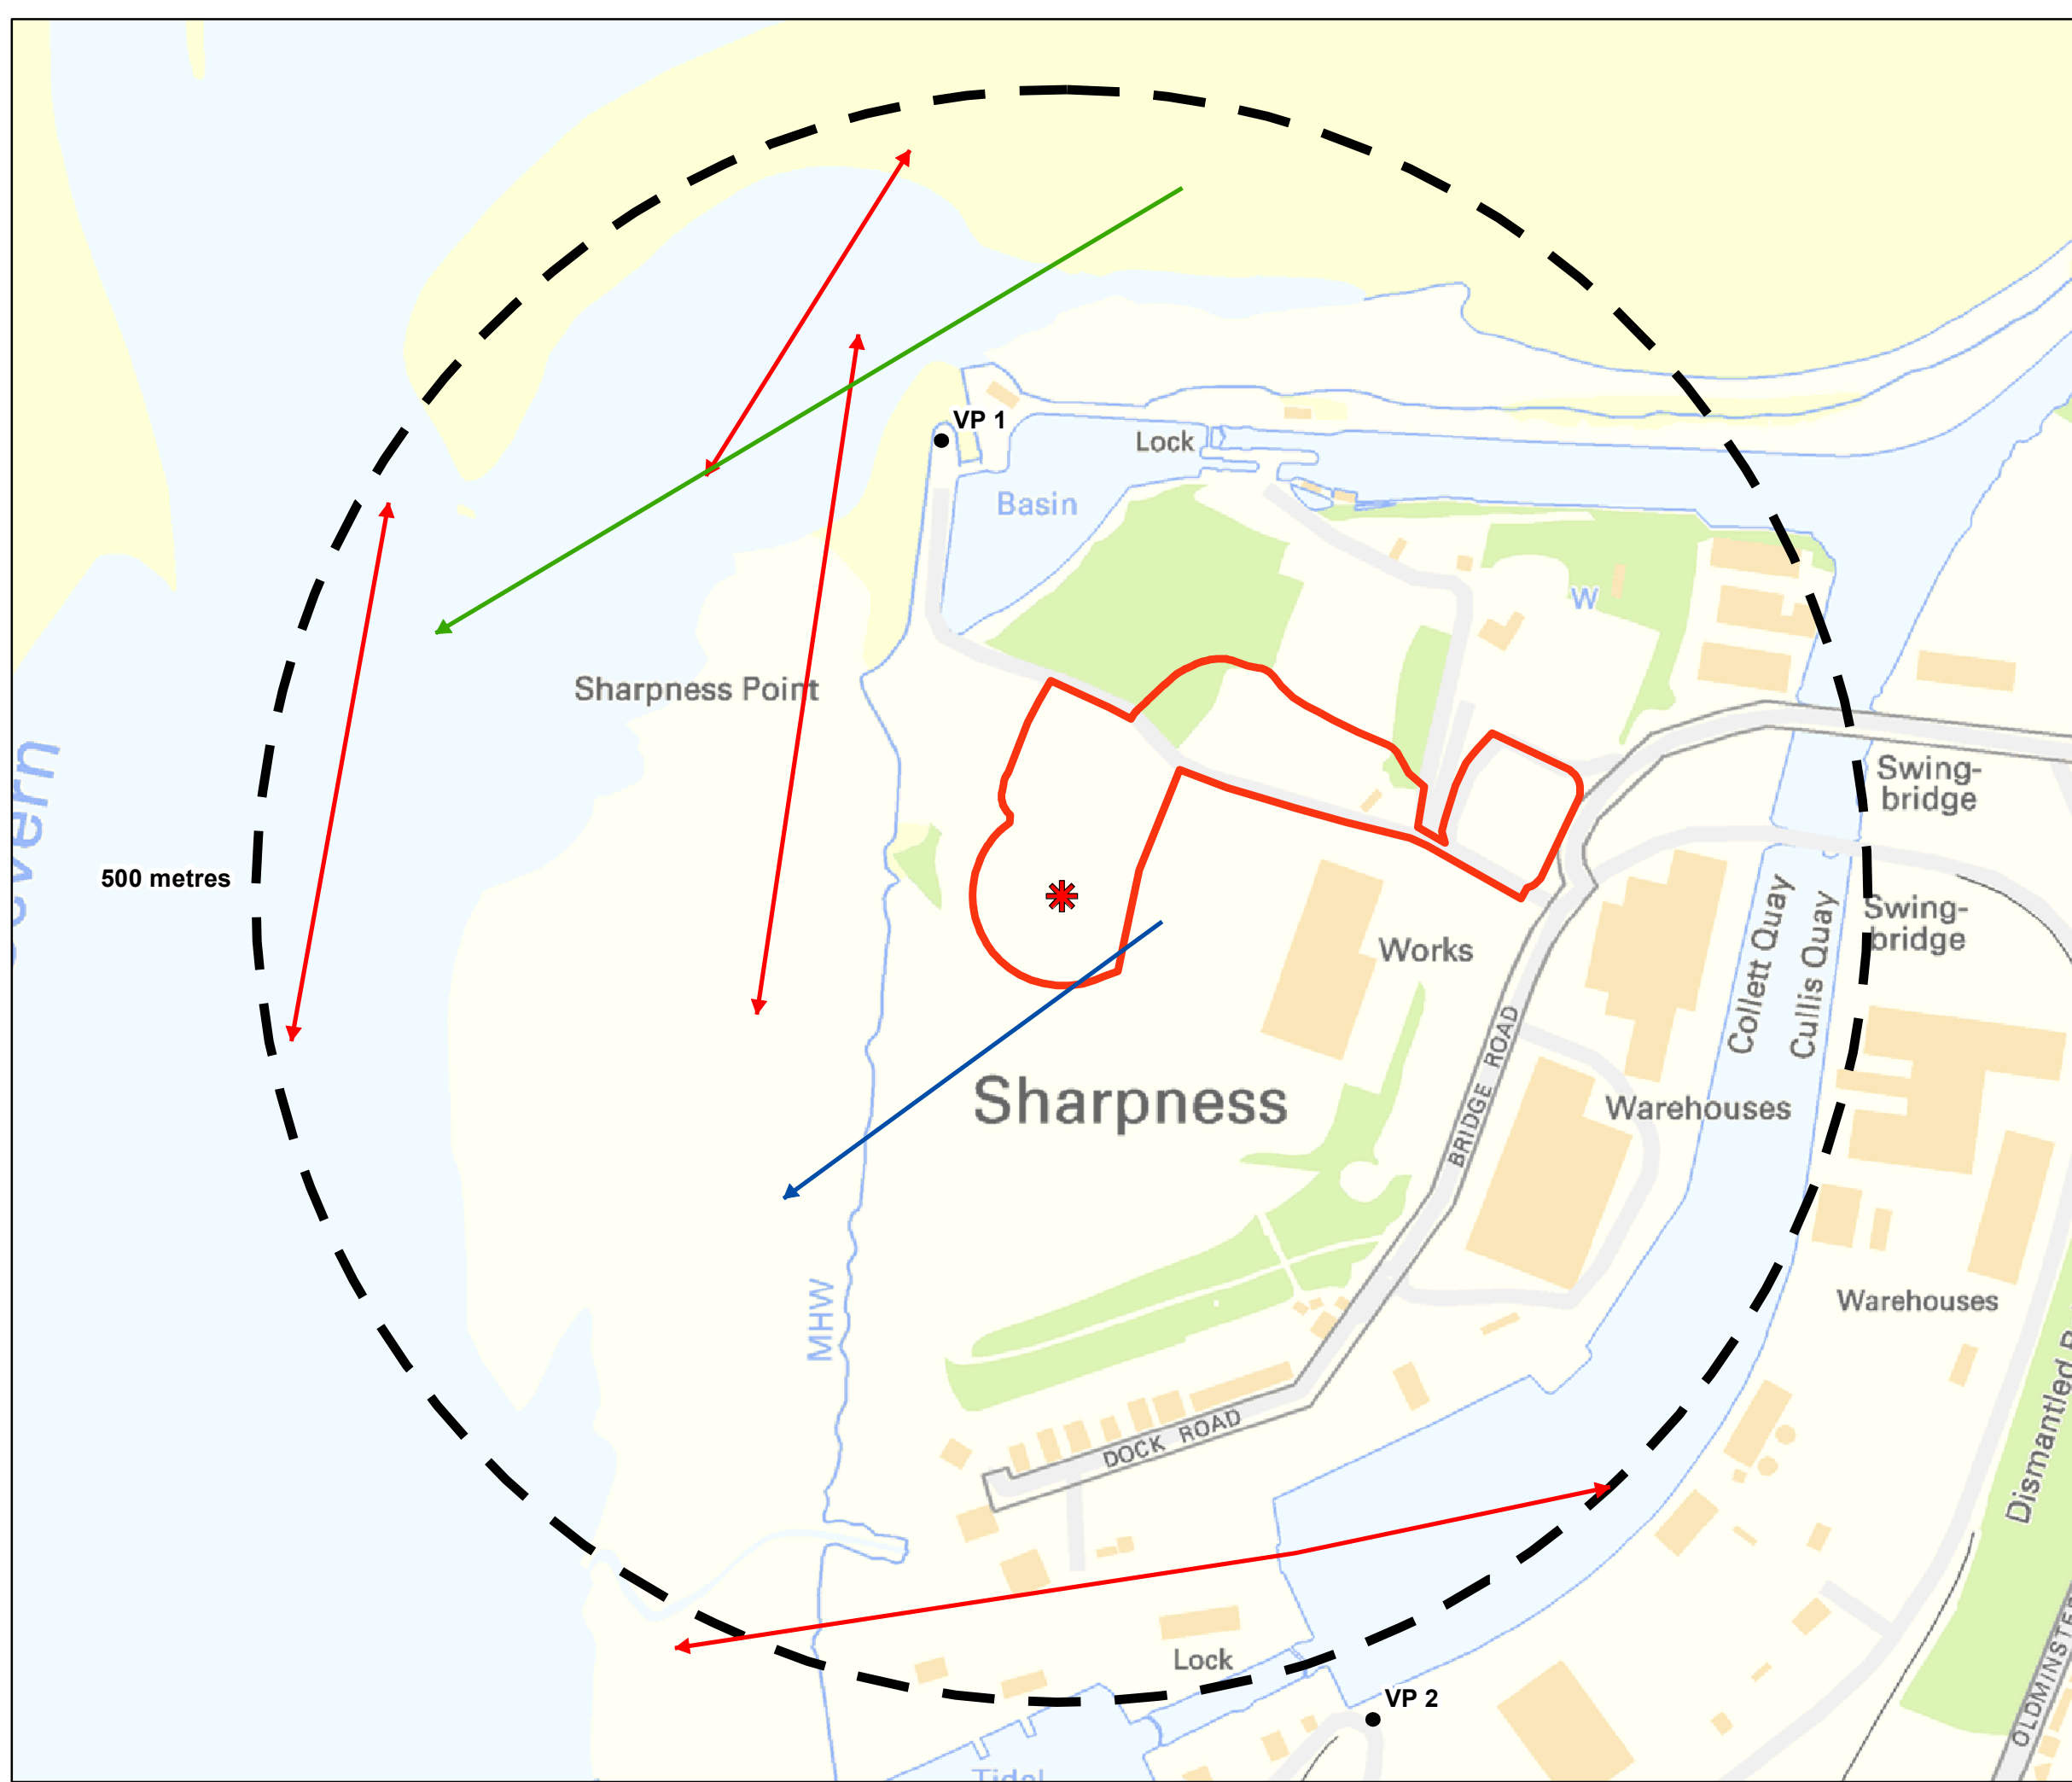 VP 1
Lock
Basin
W
Sharpness Point
Swing-
bridge
500 metres
Swing-
bridge
Collett Quay
Cullis Quay
Works
BRIDGE ROAD
Sharpness
Warehouses
MHW
Warehouses
DOCK ROAD
Lock
VP 2